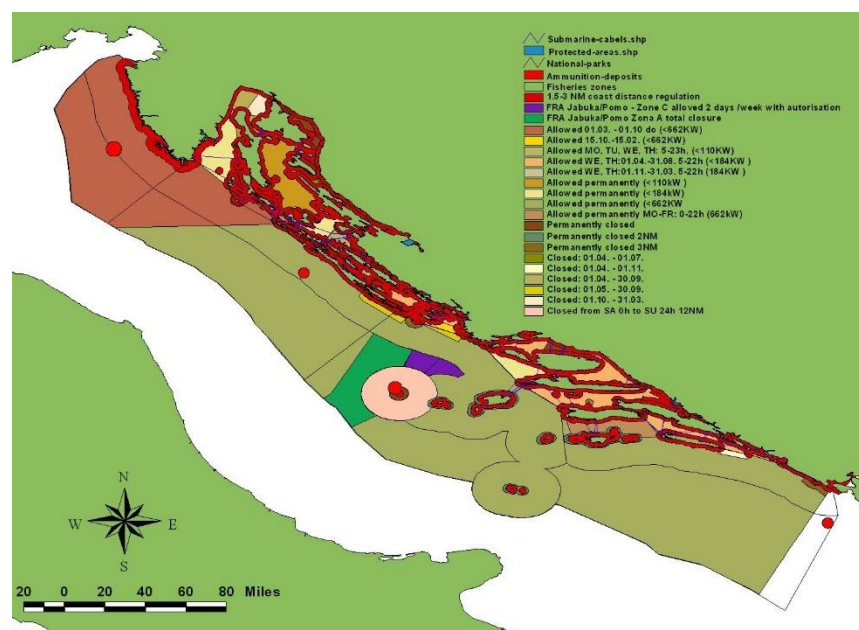 Submarine-cabels.shp
Protected-areas.shp
National-parks
Ammunition-deposits
Fisheries zones
1.5-3 NM coast distance regulation
FRA Jabuka/Pomo - Zone C allowed 2 days /week with autorisation
FRA Jabuka/Pomo Zona A total closure
Allowed 01.03. - 01.10 do (<662KW)
Allowed 15.10.-15.02. (<662KW)
Allowed MO, TU, WE, TH: 5-23h. (<110KW)
Allowed WE, TH:01.04.-31.08. 5-22h (<184KW )
Allowed WE, TH:01.11.-31.03. 5-22h (184KW )
Allowed permanently (<110kW )
Allowed permanently (<184kW)
Allowed permanently (<662KW
Allowed permanently MO-FR: 0-22h (662kW)
Permanently closed
Permanently closed 2NM
Permanently closed 3NM
Closed: 01.04. - 01.07.
Closed: 01.04. - 01.11.
Closed: 01.04. - 30.09.
Closed: 01.05. - 30.09.
Closed: 01.10. - 31.03.
Closed from SA 0h to SU 24h 12NM
N
W E
S
20 0 20 40 60 80 Miles